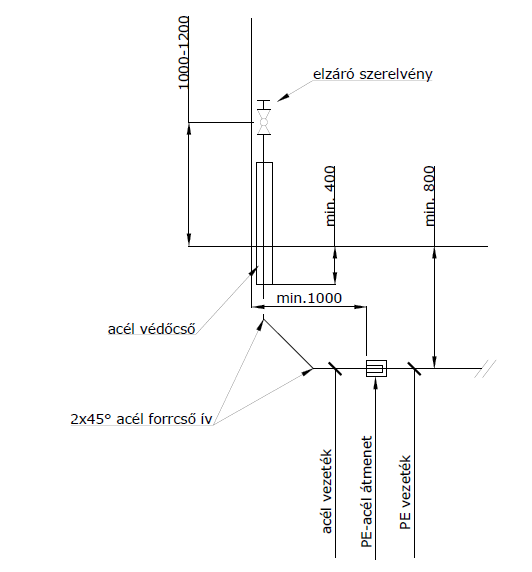 1000-1200
elzáró szerelvény
min. 400
min. 800
min.1000
acél védőcső
2x45° acél forrcső ív
acél vezeték
PE-acél átmenet
PE vezeték